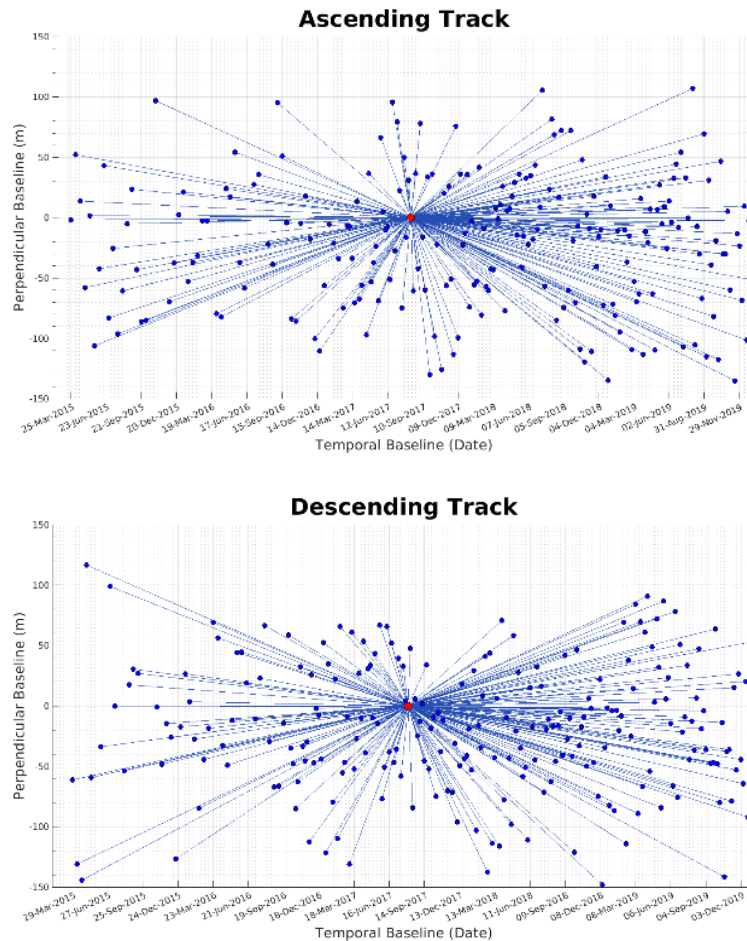 Ascending Track
150
100
50
0
-50
-100
-150
Perpendicular Baseline (m)
25-Mar-2015
23-Jun-2015
21-Sep-2015
20-Dec-2015
19-Mar-2016
17-Jun-2016
15-Sep-2016
14-Dec-2016
14-Mar-2017
12-Jun-2017
10-Sep-2017
09-Dec-2017
09-Mar-2018
07-Jun-2018
05-Sep-2018
04-Dec-2018
04-Mar-2019
02-Jun-2019
31-Aug-2019
29-Nov-2019
Temporal Baseline (Date)
Descending Track
150
100
50
0
-50
-100
-150
Perpendicular Baseline (m)
29-Mar-2015
27-Jun-2015
25-Sep-2015
24-Dec-2015
23-Mar-2016
21-Jun-2016
19-Sep-2016
18-Dec-2016
18-Mar-2017
16-Jun-2017
14-Sep-2017
13-Dec-2017
13-Mar-2018
11-Jun-2018
09-Sep-2018
08-Dec-2018
08-Mar-2019
06-Jun-2019
04-Sep-2019
03-Dec-2019
Temporal Baseline (Date)